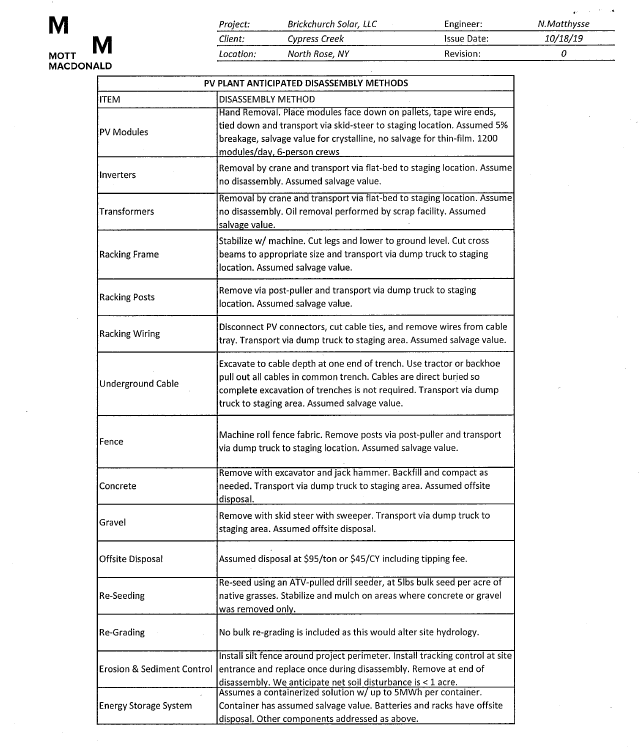 M
M
MOTT
MACDONALD
Project: Brickchurch Solar, LLC Engineer: N.Matthysse
Client: Cypress Creek Issue Date: 10/18/19
Location: North Rose, NY Revision: 0
PV PLANT ANTICIPATED DISASSEMBLY METHODS
ITEM DISASSEMBLY METHOD
PV Modules
Hand Removal. Place modules face down on pallets, tape wire ends,
tied down and transport via skid-steer to staging location. Assumed 5%
breakage, salvage value for crystalline, no salvage for thin-film. 1200
modules/day, 6-person crews
Inverters
Removal by crane and transport via flat-bed to staging location. Assume
no disassembly. Assumed salvage value.
Transformers
Removal by crane and transport via flat-bed to staging location. Assume
no disassembly. Oil removal performed by scrap facility. Assumed
salvage value.
Racking Frame
Stabilize w/ machine. Cut legs and lower to ground level. Cut cross
beams to appropriate size and transport via dump truck to staging
location. Assumed salvage value.
Racking Posts
Remove via post-puller and transport via dump truck to staging
location. Assumed salvage value.
Racking Wiring
Disconnect PV connectors, cut cable ties, and remove wires from cable
tray. Transport via dump truck to staging area. Assumed salvage value.
Underground Cable
Excavate to cable depth at one end of trench. Use tractor or backhoe
pull out all cables in common trench. Cables are direct buried so
complete excavation of trenches is not required. Transport via dump
truck to staging area. Assumed salvage value.
Fence
Machine roll fence fabric. Remove posts via post-puller and transport
via dump truck to staging location. Assumed salvage value.
Concrete
Remove with excavator and jack hammer. Backfill and compact as
needed. Transport via dump truck to staging area. Assumed offsite
disposal.
Gravel
Remove with skid steer with sweeper. Transport via dump truck to
staging area. Assumed offsite disposal.
Offsite Disposal
Assumed disposal at $95/ton or $45/CY including tipping fee.
Re-Seeding
Re-seed using an ATV-pulled drill seeder, at 5lbs bulk seed per acre of
native grasses. Stabilize and mulch on areas where concrete or gravel
was removed only.
Re-Grading
No bulk re-grading is included as this would alter site hydrology.
Erosion & Sediment Control
Install silt fence around project perimeter. Install tracking control at site
entrance and replace once during disassembly. Remove at end of
disassembly. We anticipate net soil disturbance is < 1 acre.
Energy Storage System
Assumes a containerized solution w/ up to 5MWh per container.
Container has assumed salvage value. Batteries and racks have offsite
disposal. Other components addressed as above.